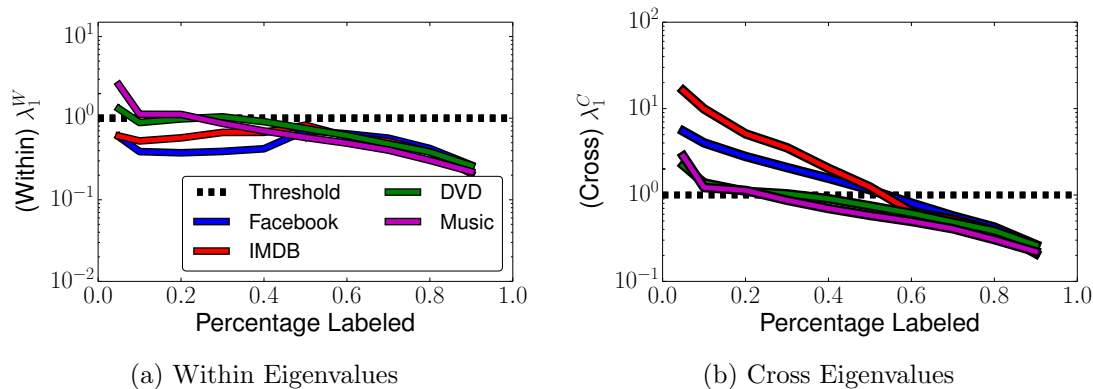 10^1
10^0
10^{-1}
10^{-2}
(Within) λ_1^W
Threshold
Facebook
IMDB
DVD
Music
0.0 0.2 0.4 0.6 0.8 1.0
Percentage Labeled
(a) Within Eigenvalues
10^2
10^1
10^0
10^{-1}
(Cross) λ_1^C
0.0 0.2 0.4 0.6 0.8 1.0
Percentage Labeled
(b) Cross Eigenvalues